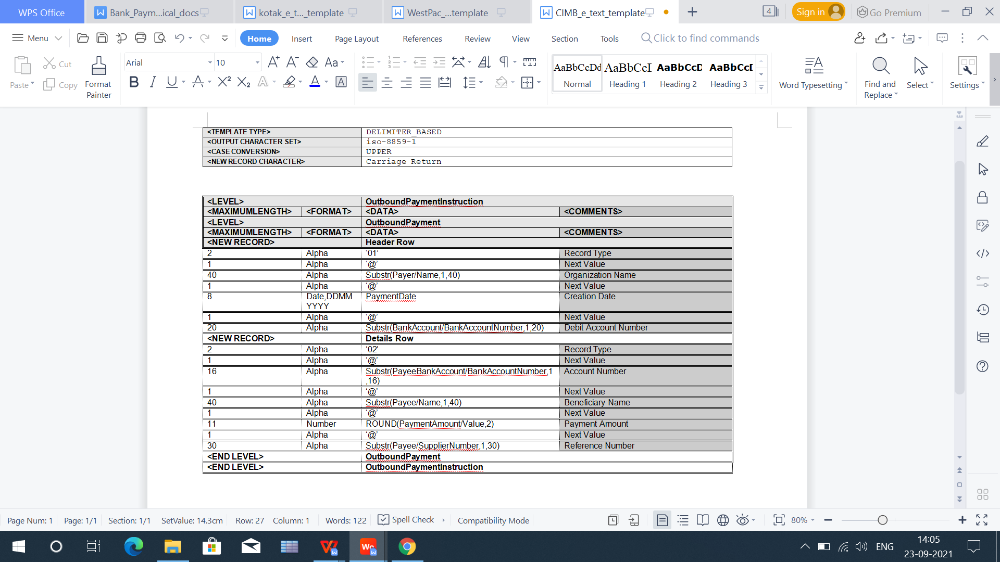 WPS Office
Bank_Paym...ical_docs
kotak_e_t..._template
WestPac_...template
CIMB_e_text_template
4
Sign in
Go Premium
Menu
Home
Insert
Page Layout
References
Review
View
Section
Tools
Click to find commands
Paste
Cut
Copy
Format
Painter
Arial
10
AaBbCcDd
Normal
AaBbCcI
Heading 1
AaBbCcD
Heading 2
AaBbCcI
Heading 3
Word Typesetting
Find and
Replace
Select
Settings
<TEMPLATE TYPE> DELIMITER_BASED
<OUTPUT CHARACTER SET> iso-8859-1
<CASE CONVERSION> UPPER
<NEW RECORD CHARACTER> Carriage Return
<LEVEL> OutboundPaymentInstruction
<MAXIMUMLENGTH> <FORMAT> <DATA> <COMMENTS>
<LEVEL> OutboundPayment
<MAXIMUMLENGTH> <FORMAT> <DATA> <COMMENTS>
<NEW RECORD> Header Row
2 Alpha ‘01’ Record Type
1 Alpha ‘@’ Next Value
40 Alpha Substr(Payer/Name,1,40) Organization Name
1 Alpha ‘@’ Next Value
8 Date,DDMM PaymentDate Creation Date
YYYY
1 Alpha ‘@’ Next Value
20 Alpha Substr(BankAccount/BankAccountNumber,1,20) Debit Account Number
<NEW RECORD> Details Row
2 Alpha ‘02’ Record Type
1 Alpha ‘@’ Next Value
16 Alpha Substr(PayeeBankAccount/BankAccountNumber,1 Account Number
,16)
1 Alpha ‘@’ Next Value
40 Alpha Substr(Payee/Name,1,40) Beneficiary Name
1 Alpha ‘@’ Next Value
11 Number ROUND(PaymentAmount/Value,2) Payment Amount
1 Alpha ‘@’ Next Value
30 Alpha Substr(Payee/SupplierNumber,1,30) Reference Number
<END LEVEL> OutboundPayment
<END LEVEL> OutboundPaymentInstruction
Page Num: 1 Page: 1/1 Section: 1/1 SetValue: 14.3cm Row: 27 Column: 1 Words: 122 Spell Check Compatibility Mode 80%
ENG
14:05
23-09-2021